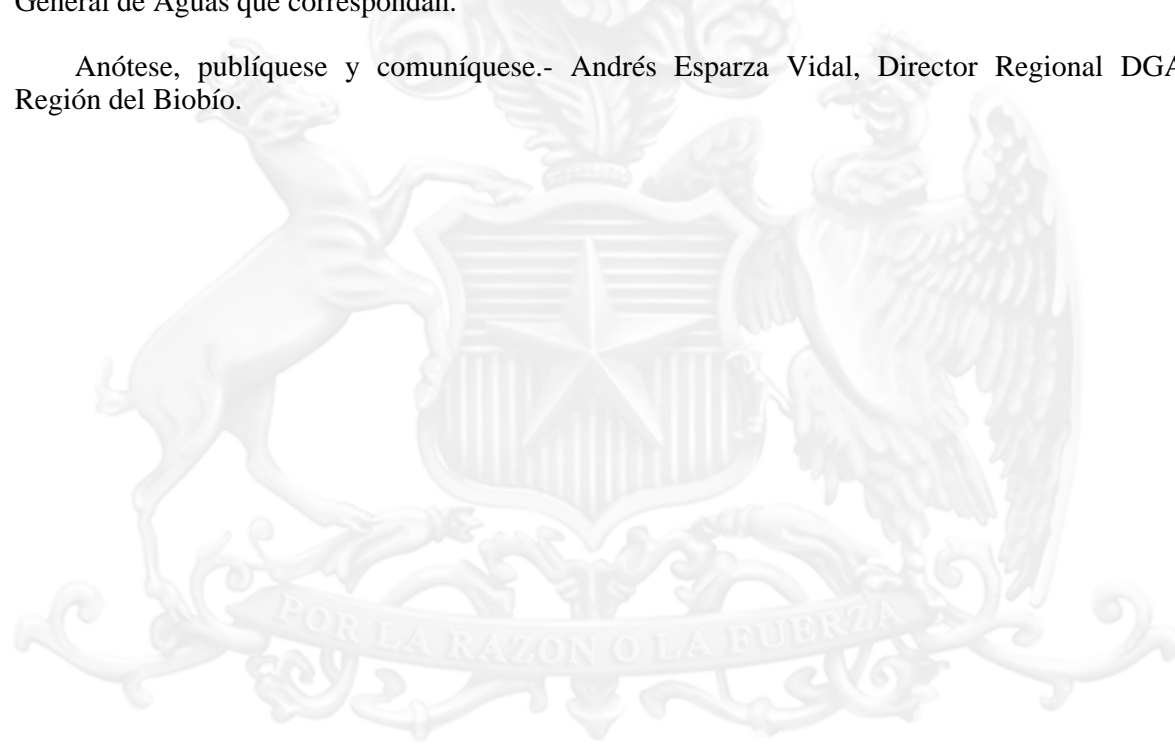 General de Aguas que correspondan.
Anótese, publíquese y comuníquese.- Andrés Esparza Vidal, Director Regional DGA
Región del Biobío.
POR LA RAZON O LA FUERZA